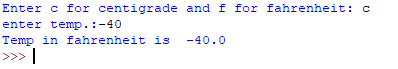 Enter c for centigrade and f for fahrenheit: c
enter temp.:-40
Temp in fahrenheit is  -40.0
>>>